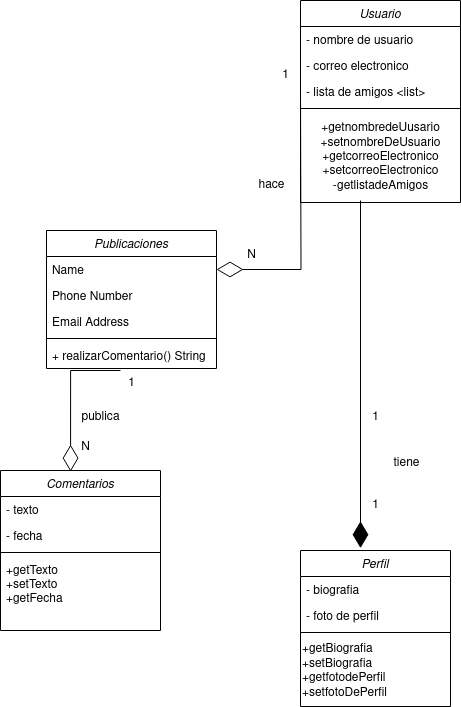 Usuario
- nombre de usuario
- correo electronico
- lista de amigos <list>
+getnombredeUusario
+setnombreDeUsuario
+getcorreoElectronico
+setcorreoElectronico
-getlistadeAmigos
1
hace
N
Publicaciones
Name
Phone Number
Email Address
+ realizarComentario() String
1
publica
N
Comentarios
- texto
- fecha
+getTexto
+setTexto
+getFecha
1
tiene
1
Perfil
- biografia
- foto de perfil
+getBiografia
+setBiografia
+getfotodePerfil
+setfotoDePerfil